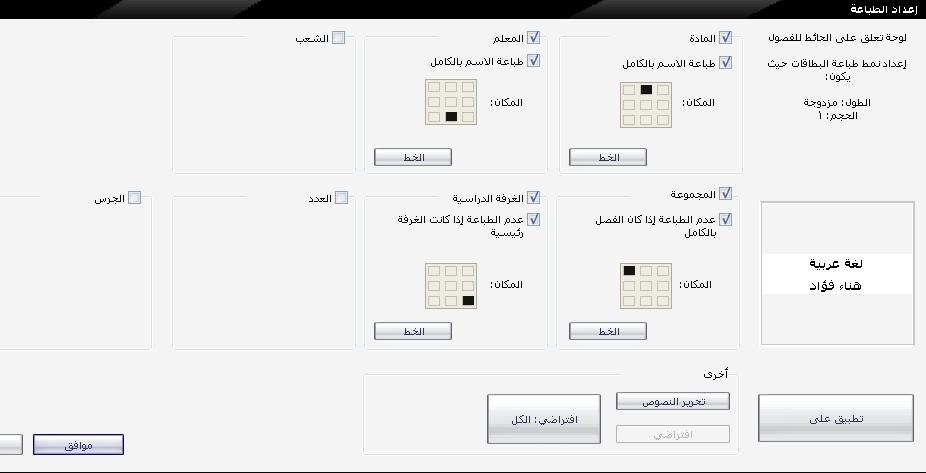 إعداد الطباعة
لوحة تعلق على الحائط للفصول
إعداد نمط طباعة البطاقات حيث
يكون:
الطول: مزدوجة
الحجم: ١
المادة
طباعة الاسم بالكامل
المكان:
الخط
المعلم
طباعة الاسم بالكامل
المكان:
الخط
الشعب
المجموعة
عدم الطباعة إذا كان الفصل
بالكامل
المكان:
الخط
الغرفة الدراسية
عدم الطباعة إذا كانت الغرفة
رئيسية
المكان:
الخط
العدد
الجرس
لغة عربية
هناء فؤاد
أخرى
تحرير النصوص
افتراضي
افتراضي: الكل
تطبيق على
موافق